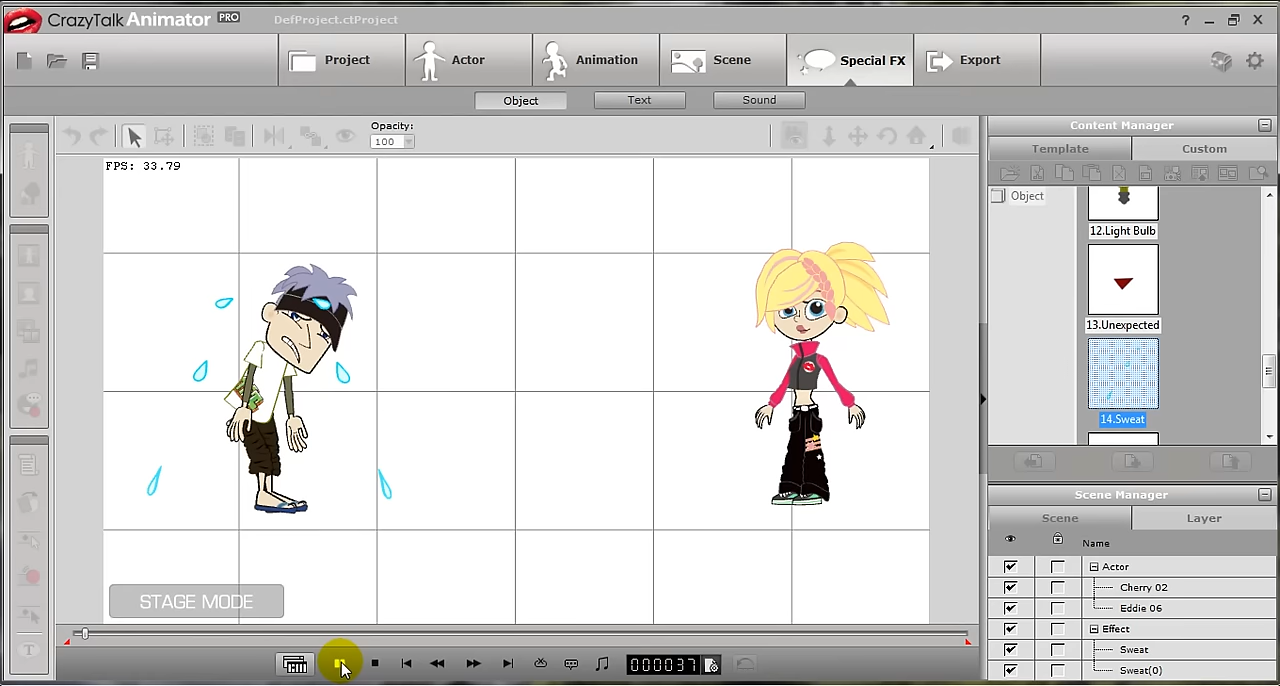 CrazyTalk Animator PRO
DefProject.ctProject
?
Project
Actor
Animation
Scene
Special FX
Export
Object
Text
Sound
Opacity:
100
FPS: 33.79
STAGE MODE
000037
Content Manager
Template
Custom
Object
12.Light Bulb
13.Unexpected
14.Sweat
Scene Manager
Scene
Layer
Name
Actor
Cherry 02
Eddie 06
Effect
Sweat
Sweat(0)